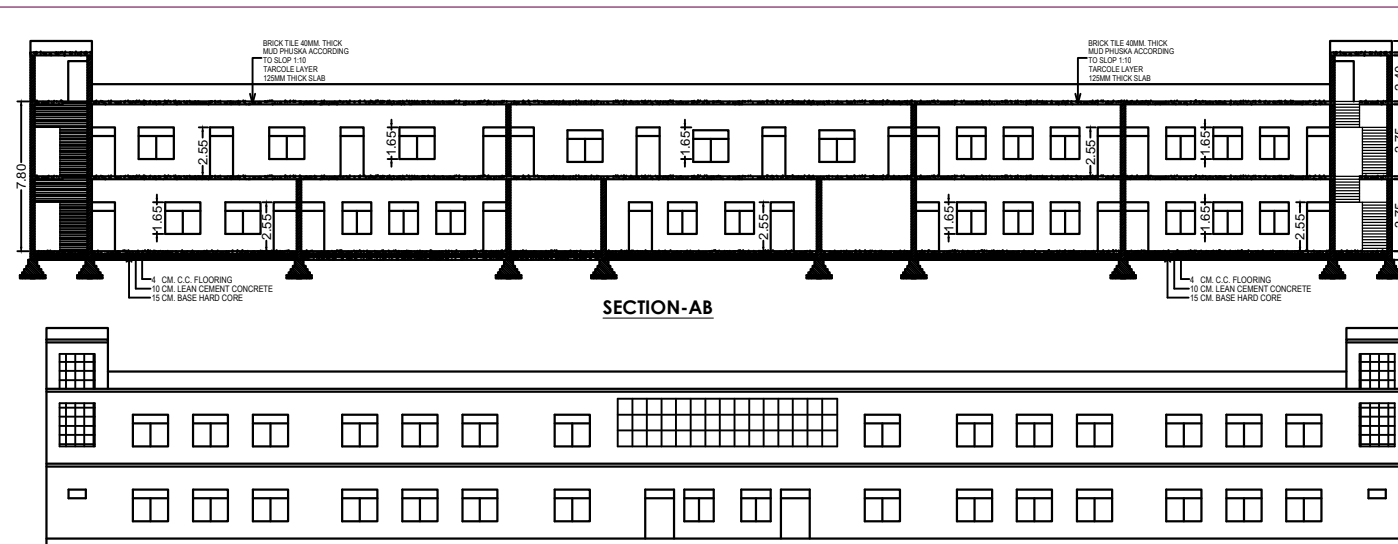 BRICK TILE 40MM. THICK
MUD PHUSKA ACCORDING
TO SLOP 1:10
TARCOLE LAYER
125MM THICK SLAB
BRICK TILE 40MM. THICK
MUD PHUSKA ACCORDING
TO SLOP 1:10
TARCOLE LAYER
125MM THICK SLAB
7.80
2.55
1.65
1.65
2.55
1.65
1.65
2.55
1.65
2.55
2.55
1.65
1.65
2.55
4 CM. C.C. FLOORING
10 CM. LEAN CEMENT CONCRETE
15 CM. BASE HARD CORE
4 CM. C.C. FLOORING
10 CM. LEAN CEMENT CONCRETE
15 CM. BASE HARD CORE
SECTION-AB